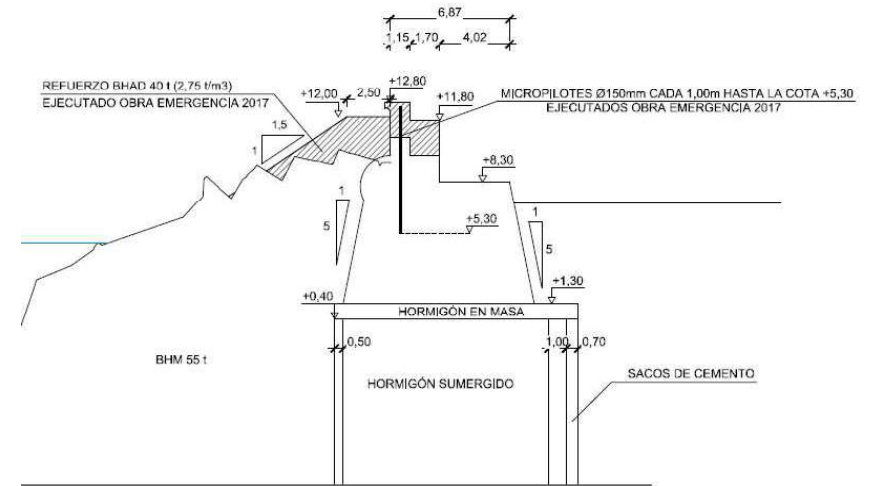 6,87
1,15 1,70 4,02
REFUERZO BHAD 40 t (2,75 t/m3)
EJECUTADO OBRA EMERGENCIA 2017
+12,00
2,50
+12,80
+11,80
MICROPILOTES Ø150mm CADA 1,00m HASTA LA COTA +5,30
EJECUTADOS OBRA EMERGENCIA 2017
1,5
1
+8,30
1
5
+5,30
1
5
+1,30
+0,40
HORMIGÓN EN MASA
0,50
1,00
0,70
BHM 55 t
HORMIGÓN SUMERGIDO
SACOS DE CEMENTO